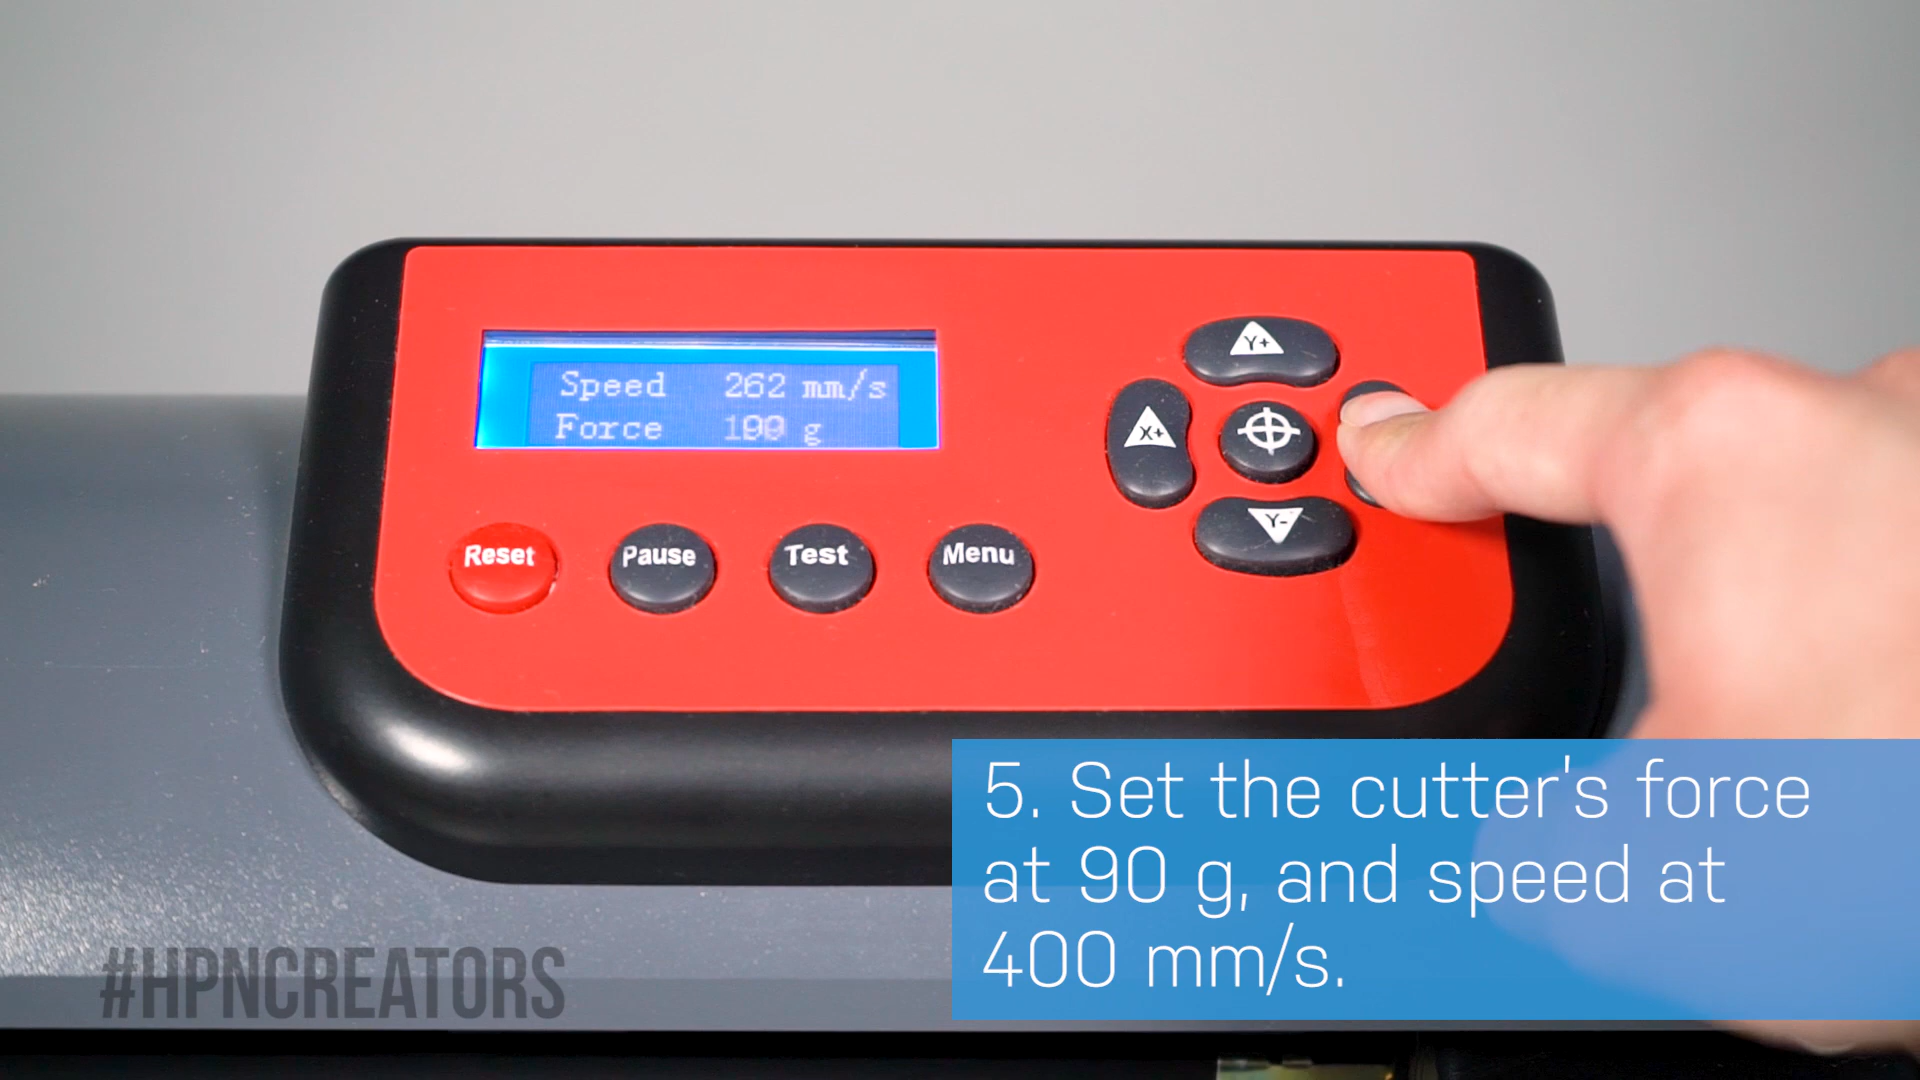 Speed 262 mm/s
Force g
Y+
X+
Y-
Reset Pause Test Menu
5. Set the cutter's force
at 90 g, and speed at
400 mm/s.
#HPNCREATORS